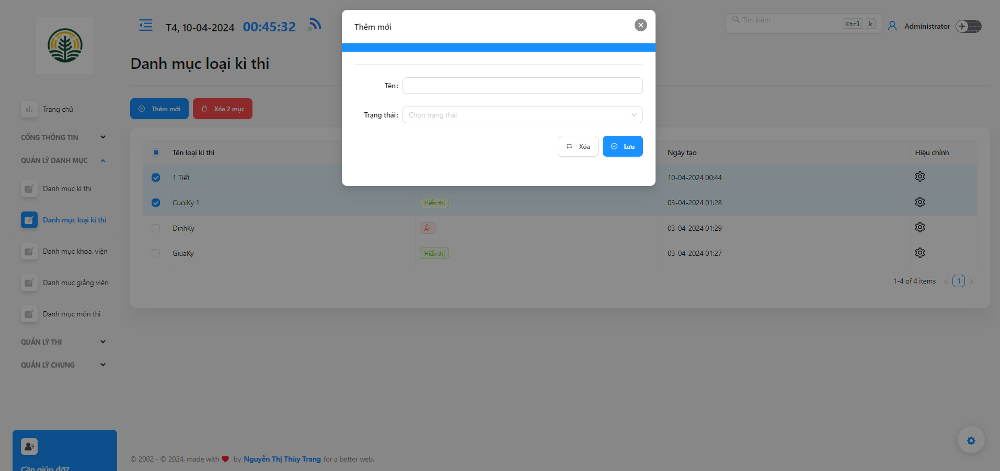 T4, 10-04-2024 00:45:32
Tìm kiếm Ctrl k
Administrator
Danh mục loại kì thi
Thêm mới
Xóa 2 mục
Trang chủ
CỔNG THÔNG TIN
QUẢN LÝ DANH MỤC
Danh mục kì thi
Danh mục loại kì thi
Danh mục khoa, viện
Danh mục giảng viên
Danh mục môn thi
QUẢN LÝ THI
QUẢN LÝ CHUNG
Cần giúp đỡ?
Thêm mới
Tên:
Trạng thái: Chọn trạng thái
Xóa Lưu
Tên loại kì thi Ngày tạo Hiệu chỉnh
1 Tiết 10-04-2024 00:44
CuoiKy 1 Hiển thị 03-04-2024 01:28
DinhKy Ẩn 03-04-2024 01:29
GiuaKy Hiển thị 03-04-2024 01:27
1-4 of 4 items < 1 >
© 2002 - © 2024, made with ❤ by Nguyễn Thị Thùy Trang for a better web.